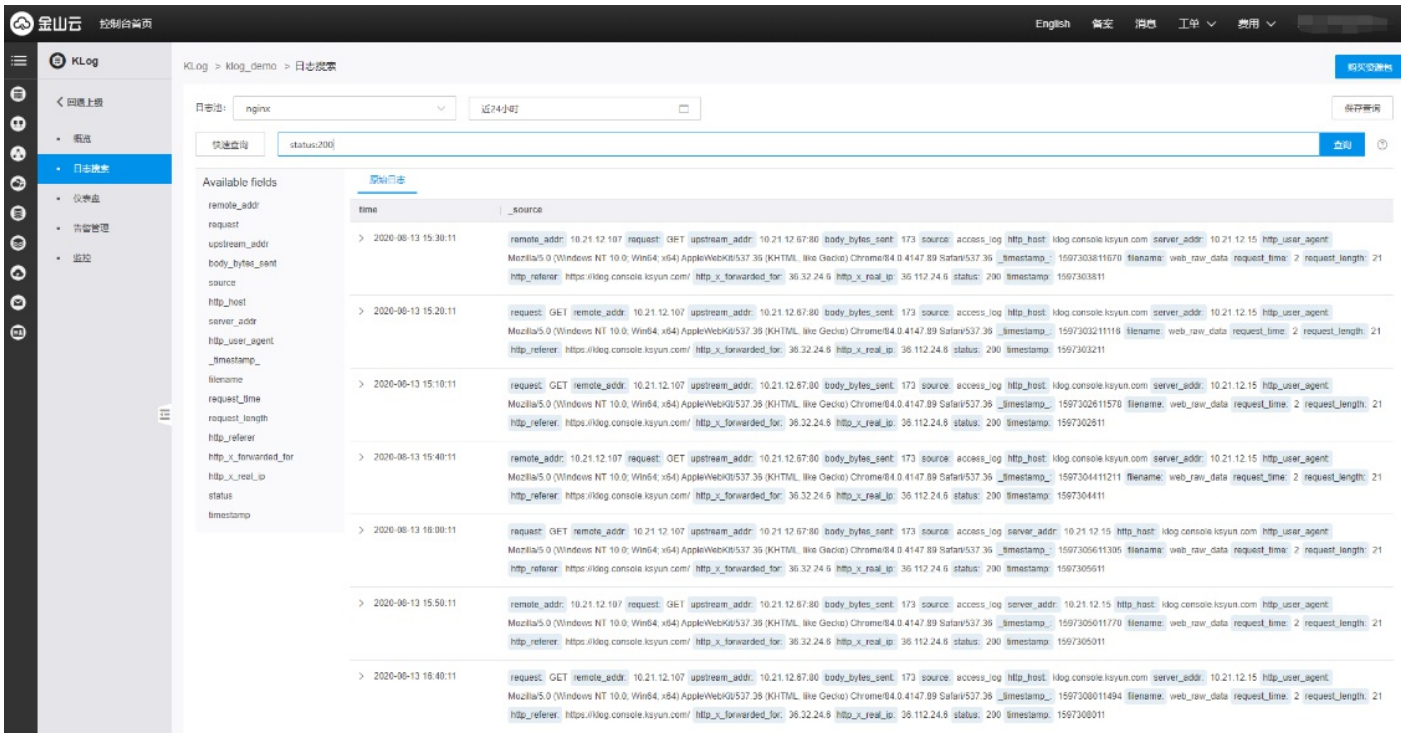 金山云 控制台首页 English 备案 消息 工单 费用
KLog
KLog > klog_demo > 日志搜索 购买资源包
回退上级
概览
日志搜索
仪表盘
告警管理
监控
日志池: nginx 近24小时 保存查询
快速查询 status:200 查询
Available fields
remote_addr
request
upstream_addr
body_bytes_sent
source
http_host
server_addr
http_user_agent
_timestamp_
filename
request_time
request_length
http_referer
http_x_forwarded_for
http_x_real_ip
status
timestamp
原始日志
time _source
2020-08-13 15:30:11 remote_addr: 10.21.12.107 request: GET upstream_addr: 10.21.12.67:80 body_bytes_sent: 173 source: access_log http_host: klog.console.ksyun.com server_addr: 10.21.12.15 http_user_agent:
Mozilla/5.0 (Windows NT 10.0; Win64; x64) AppleWebKit/537.36 (KHTML, like Gecko) Chrome/84.0.4147.89 Safari/537.36 _timestamp_: 1597303811670 filename: web_raw_data request_time: 2 request_length: 21
http_referer: https://klog.console.ksyun.com/ http_x_forwarded_for: 36.32.24.6 http_x_real_ip: 36.112.24.6 status: 200 timestamp: 1597303811
2020-08-13 15:20:11 request: GET remote_addr: 10.21.12.107 upstream_addr: 10.21.12.67:80 body_bytes_sent: 173 source: access_log http_host: klog.console.ksyun.com server_addr: 10.21.12.15 http_user_agent:
Mozilla/5.0 (Windows NT 10.0; Win64; x64) AppleWebKit/537.36 (KHTML, like Gecko) Chrome/84.0.4147.89 Safari/537.36 _timestamp_: 1597303211116 filename: web_raw_data request_time: 2 request_length: 21
http_referer: https://klog.console.ksyun.com/ http_x_forwarded_for: 36.32.24.6 http_x_real_ip: 36.112.24.6 status: 200 timestamp: 1597303211
2020-08-13 15:10:11 request: GET remote_addr: 10.21.12.107 upstream_addr: 10.21.12.67:80 body_bytes_sent: 173 source: access_log http_host: klog.console.ksyun.com server_addr: 10.21.12.15 http_user_agent:
Mozilla/5.0 (Windows NT 10.0; Win64; x64) AppleWebKit/537.36 (KHTML, like Gecko) Chrome/84.0.4147.89 Safari/537.36 _timestamp_: 1597302611578 filename: web_raw_data request_time: 2 request_length: 21
http_referer: https://klog.console.ksyun.com/ http_x_forwarded_for: 36.32.24.6 http_x_real_ip: 36.112.24.6 status: 200 timestamp: 1597302611
2020-08-13 15:40:11 remote_addr: 10.21.12.107 request: GET upstream_addr: 10.21.12.67:80 body_bytes_sent: 173 source: access_log http_host: klog.console.ksyun.com server_addr: 10.21.12.15 http_user_agent:
Mozilla/5.0 (Windows NT 10.0; Win64; x64) AppleWebKit/537.36 (KHTML, like Gecko) Chrome/84.0.4147.89 Safari/537.36 _timestamp_: 1597304411211 filename: web_raw_data request_time: 2 request_length: 21
http_referer: https://klog.console.ksyun.com/ http_x_forwarded_for: 36.32.24.6 http_x_real_ip: 36.112.24.6 status: 200 timestamp: 1597304411
2020-08-13 16:00:11 request: GET remote_addr: 10.21.12.107 upstream_addr: 10.21.12.67:80 body_bytes_sent: 173 source: access_log server_addr: 10.21.12.15 http_host: klog.console.ksyun.com http_user_agent:
Mozilla/5.0 (Windows NT 10.0; Win64; x64) AppleWebKit/537.36 (KHTML, like Gecko) Chrome/84.0.4147.89 Safari/537.36 _timestamp_: 1597305611305 filename: web_raw_data request_time: 2 request_length: 21
http_referer: https://klog.console.ksyun.com/ http_x_forwarded_for: 36.32.24.6 http_x_real_ip: 36.112.24.6 status: 200 timestamp: 1597305611
2020-08-13 15:50:11 remote_addr: 10.21.12.107 request: GET upstream_addr: 10.21.12.67:80 body_bytes_sent: 173 source: access_log server_addr: 10.21.12.15 http_host: klog.console.ksyun.com http_user_agent:
Mozilla/5.0 (Windows NT 10.0; Win64; x64) AppleWebKit/537.36 (KHTML, like Gecko) Chrome/84.0.4147.89 Safari/537.36 _timestamp_: 1597305011770 filename: web_raw_data request_time: 2 request_length: 21
http_referer: https://klog.console.ksyun.com/ http_x_forwarded_for: 36.32.24.6 http_x_real_ip: 36.112.24.6 status: 200 timestamp: 1597305011
2020-08-13 16:40:11 request: GET remote_addr: 10.21.12.107 upstream_addr: 10.21.12.67:80 body_bytes_sent: 173 source: access_log http_host: klog.console.ksyun.com server_addr: 10.21.12.15 http_user_agent:
Mozilla/5.0 (Windows NT 10.0; Win64; x64) AppleWebKit/537.36 (KHTML, like Gecko) Chrome/84.0.4147.89 Safari/537.36 _timestamp_: 1597308011494 filename: web_raw_data request_time: 2 request_length: 21
http_referer: https://klog.console.ksyun.com/ http_x_forwarded_for: 36.32.24.6 http_x_real_ip: 36.112.24.6 status: 200 timestamp: 1597308011